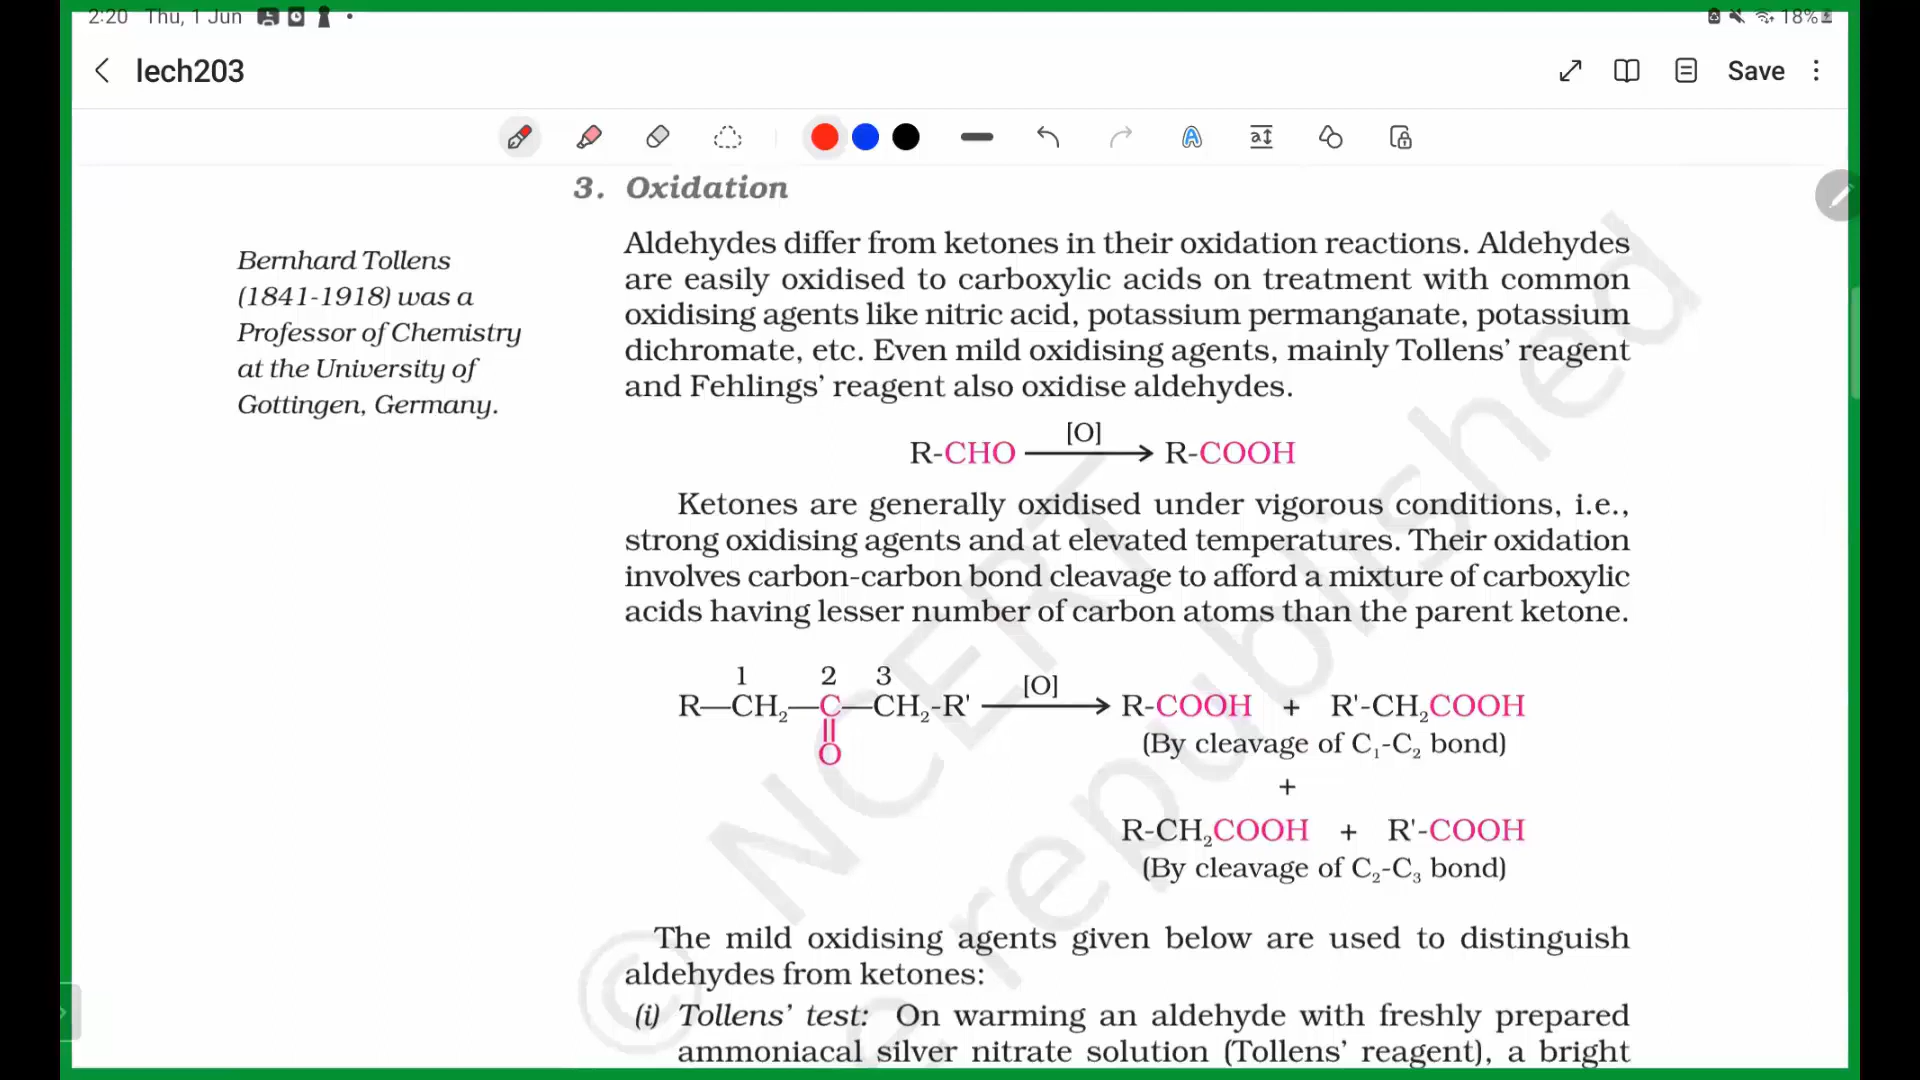 2:20 Thu, 1 Jun
18%
lech203
Save
3. Oxidation
Bernhard Tollens
(1841-1918) was a
Professor of Chemistry
at the University of
Gottingen, Germany.
Aldehydes differ from ketones in their oxidation reactions. Aldehydes
are easily oxidised to carboxylic acids on treatment with common
oxidising agents like nitric acid, potassium permanganate, potassium
dichromate, etc. Even mild oxidising agents, mainly Tollens’ reagent
and Fehlings’ reagent also oxidise aldehydes.
[O]
R-CHO ⟶ R-COOH
Ketones are generally oxidised under vigorous conditions, i.e.,
strong oxidising agents and at elevated temperatures. Their oxidation
involves carbon-carbon bond cleavage to afford a mixture of carboxylic
acids having lesser number of carbon atoms than the parent ketone.
1 2 3
[O]
R—CH₂—C—CH₂-R' ⟶ R-COOH + R'-CH₂COOH
O
(By cleavage of C₁-C₂ bond)
+
R-CH₂COOH + R'-COOH
(By cleavage of C₂-C₃ bond)
The mild oxidising agents given below are used to distinguish
aldehydes from ketones:
(i) Tollens’ test: On warming an aldehyde with freshly prepared
ammoniacal silver nitrate solution (Tollens’ reagent), a bright
© NCERT
e republished